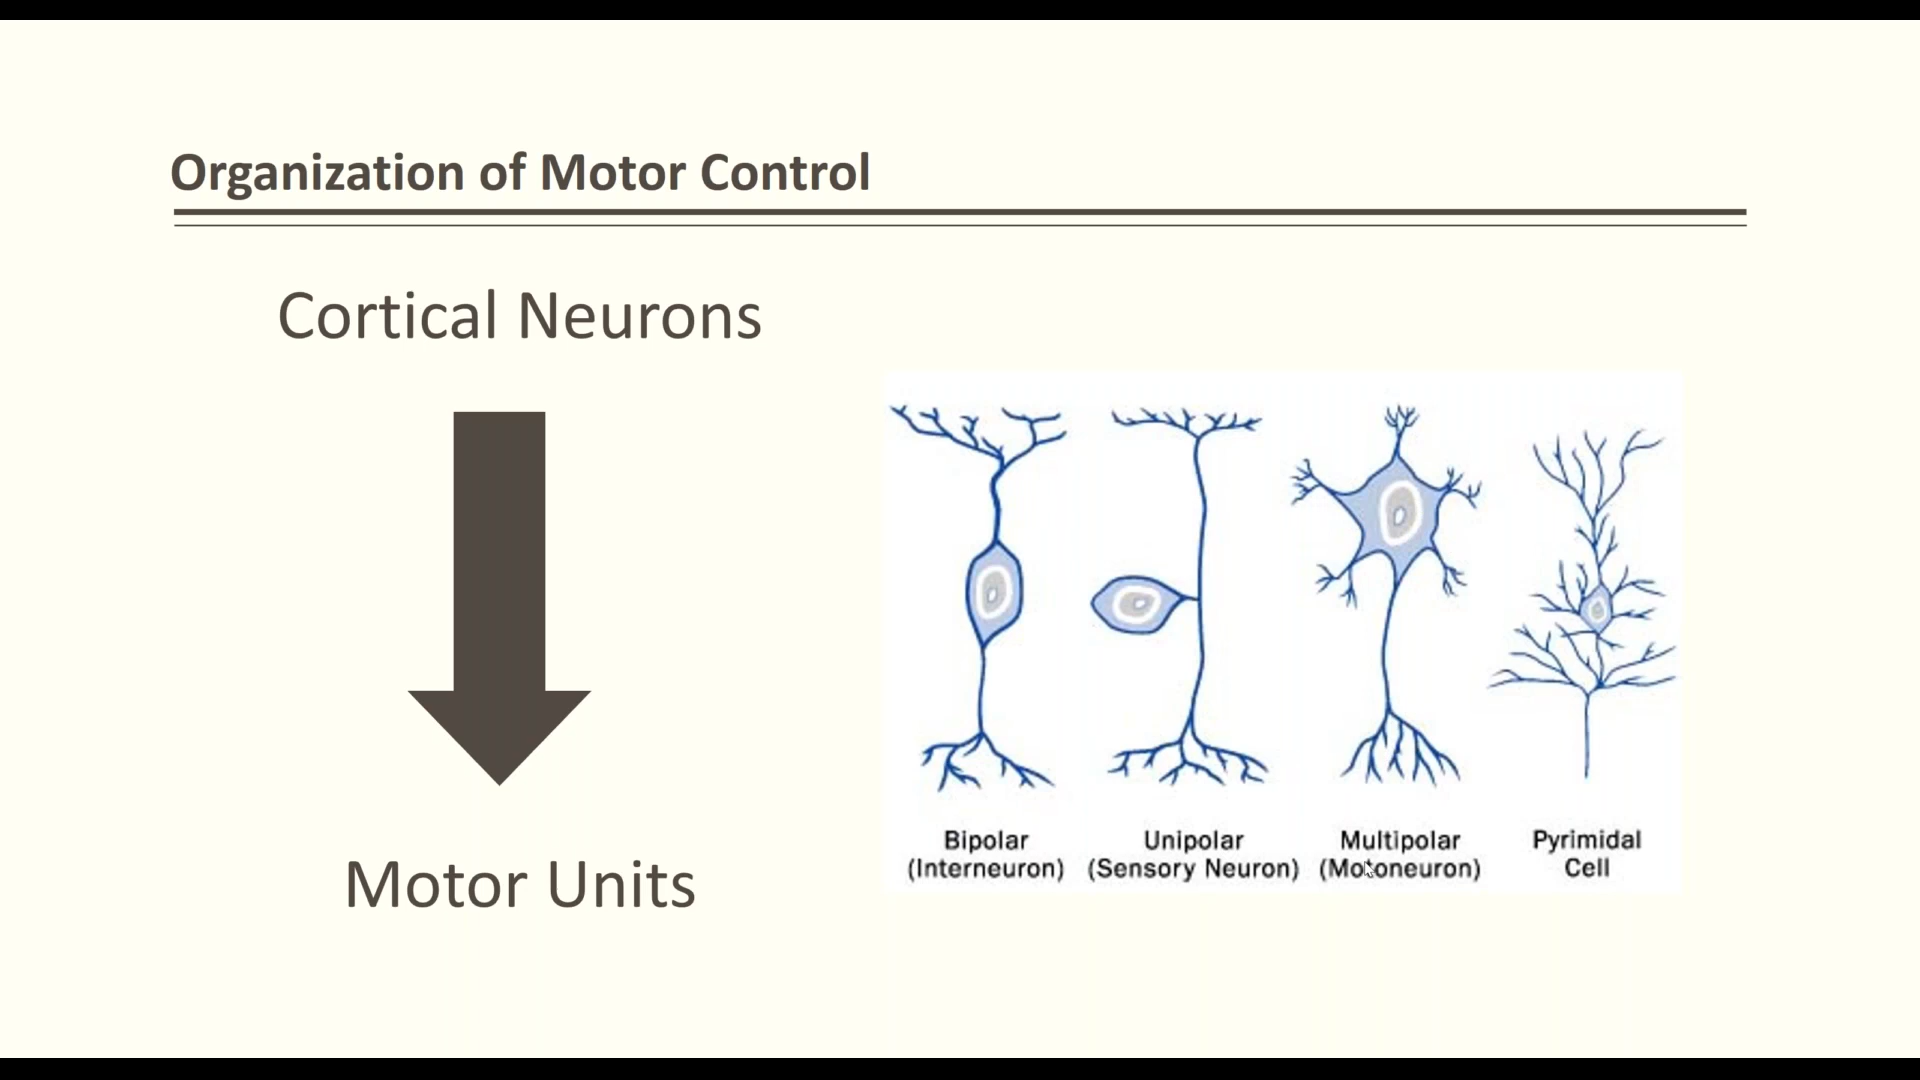 Organization of Motor Control
Cortical Neurons
Motor Units
Bipolar
(Interneuron)
Unipolar
(Sensory Neuron)
Multipolar
(Motoneuron)
Pyrimidal
Cell